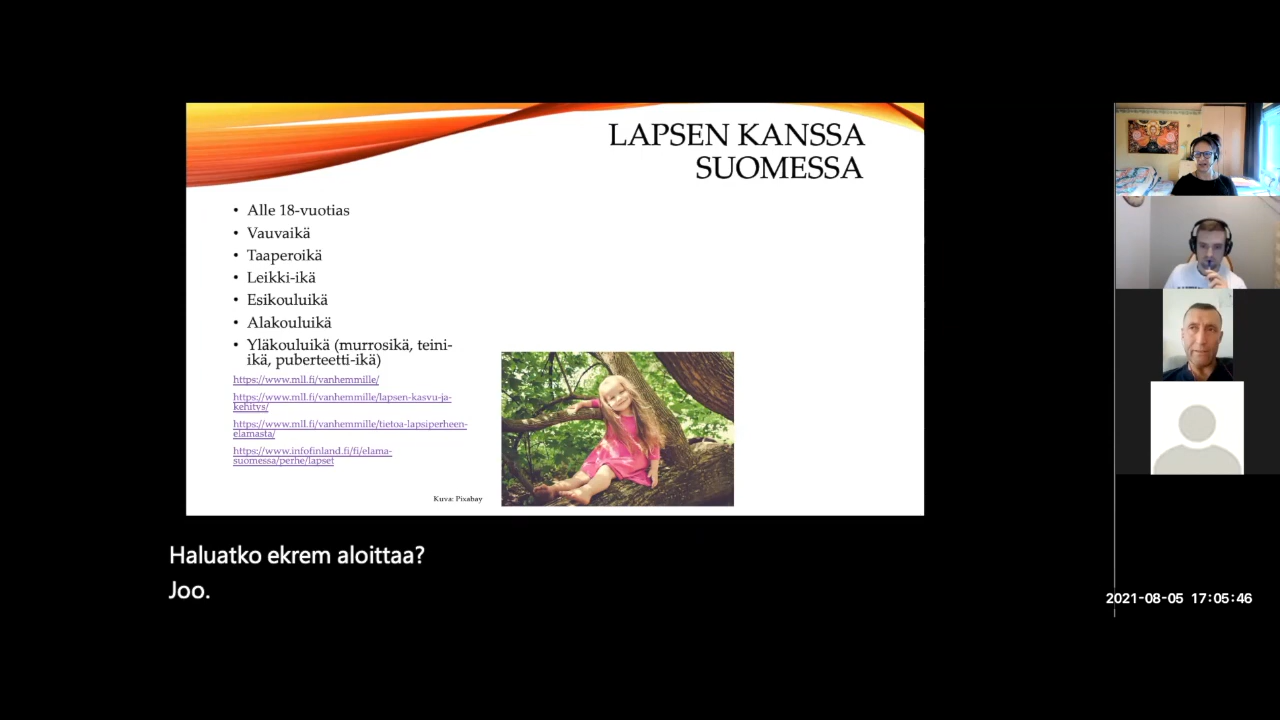 LAPSEN KANSSA
SUOMESSA
• Alle 18-vuotias
• Vauvaikä
• Taaperoikä
• Leikki-ikä
• Esikouluikä
• Alakouluikä
• Yläkouluikä (murrosikä, teini-
ikä, puberteetti-ikä)
https://www.mll.fi/vanhemmille/
https://www.mll.fi/vanhemmille/lapsen-kasvu-ja-
kehitys/
https://www.mll.fi/vanhemmille/tietoa-lapsiperheen-
elamasta/
https://www.infofinland.fi/fi/elama-
suomessa/perhe/lapset
Kuva: Pixabay
Haluatko ekrem aloittaa?
Joo.
2021-08-05 17:05:46